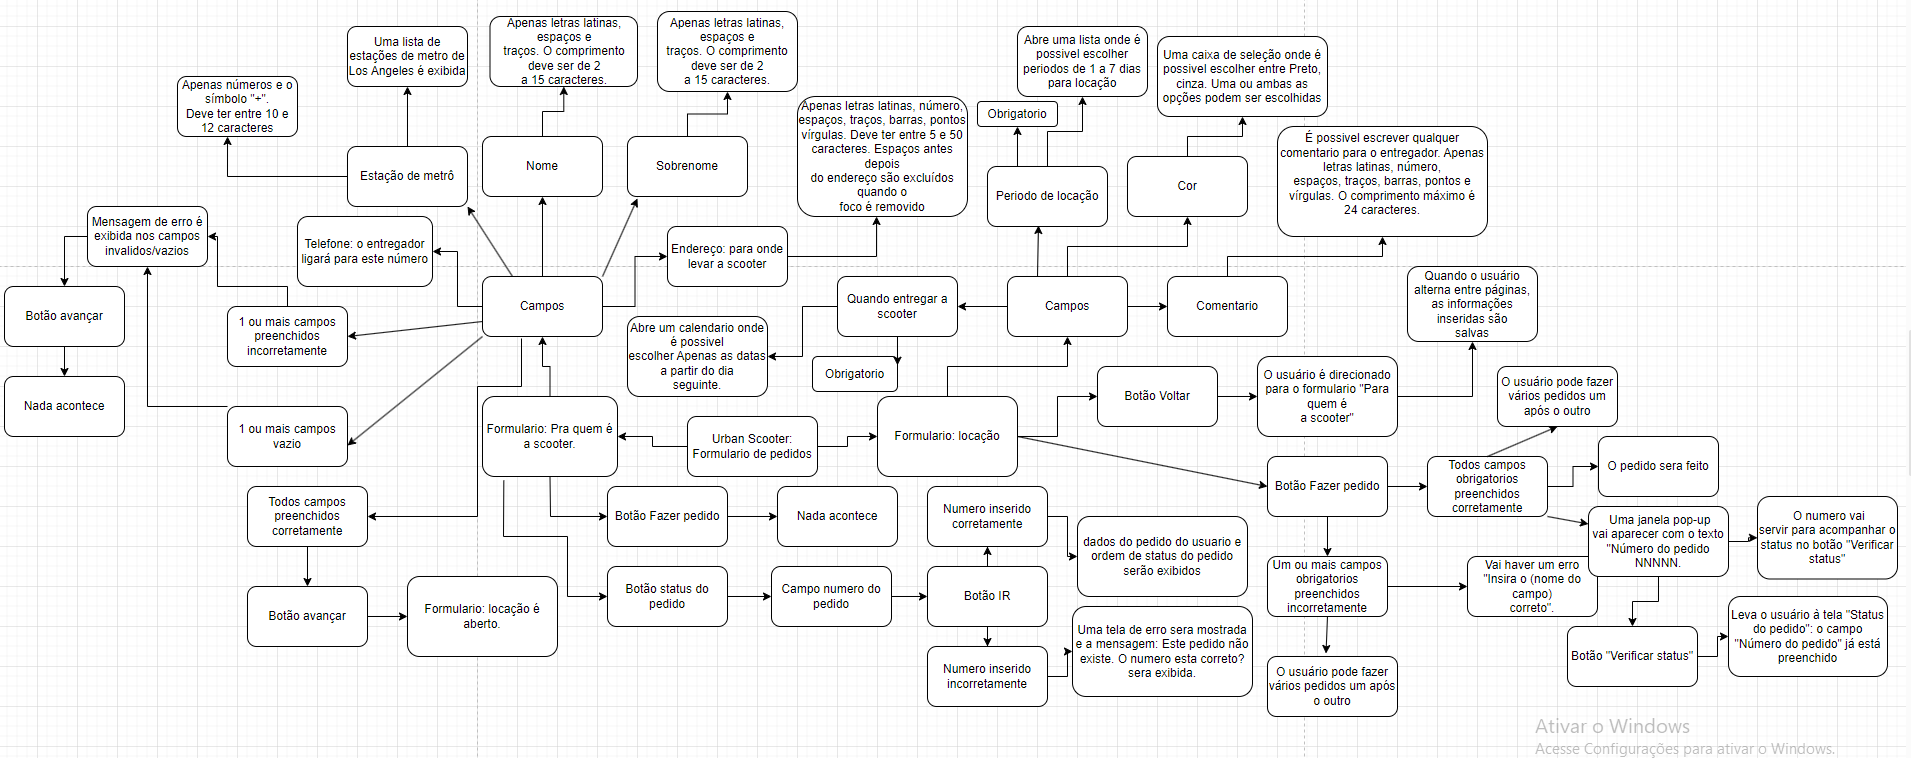 Uma lista de
estações de metro de
Los Angeles é exibida
Apenas letras latinas,
espaços e
traços. O comprimento
deve ser de 2
a 15 caracteres.
Apenas letras latinas,
espaços e
traços. O comprimento
deve ser de 2
a 15 caracteres.
Abre uma lista onde é
possivel escolher
periodos de 1 a 7 dias
para locação
Uma caixa de seleção onde é
possivel escolher entre Preto,
cinza. Uma ou ambas as
opções podem ser escolhidas
Apenas números e o
símbolo "+".
Deve ter entre 10 e
12 caracteres
Apenas letras latinas, número,
espaços, traços, barras, pontos
vírgulas. Deve ter entre 5 e 50
caracteres. Espaços antes
depois
do endereço são excluídos
quando o
foco é removido
Obrigatorio
É possivel escrever qualquer
comentario para o entregador. Apenas
letras latinas, número,
espaços, traços, barras, pontos e
vírgulas. O comprimento máximo é
24 caracteres.
Estação de metrô
Nome
Sobrenome
Periodo de locação
Cor
Mensagem de erro é
exibida nos campos
invalidos/vazios
Telefone: o entregador
ligará para este número
Endereço: para onde
levar a scooter
Botão avançar
1 ou mais campos
preenchidos
incorretamente
Campos
Quando entregar a
scooter
Campos
Comentario
Quando o usuário
alterna entre páginas,
as informações
inseridas são
salvas
Abre um calendario onde
é possivel
escolher Apenas as datas
a partir do dia
seguinte.
Obrigatorio
Nada acontece
1 ou mais campos
vazio
Formulario: Pra quem é
a scooter.
Urban Scooter:
Formulario de pedidos
Formulario: locação
Botão Voltar
O usuário é direcionado
para o formulario "Para
quem é
a scooter"
O usuário pode fazer
vários pedidos um
após o outro
Todos campos
preenchidos
corretamente
Botão Fazer pedido
Nada acontece
Numero inserido
corretamente
dados do pedido do usuario e
ordem de status do pedido
serão exibidos
Botão Fazer pedido
Todos campos
obrigatorios
preenchidos
corretamente
O pedido sera feito
Uma janela pop-up
vai aparecer com o texto
"Número do pedido
NNNNN.
O numero vai
servir para acompanhar o
status no botão "Verificar
status"
Botão avançar
Formulario: locação é
aberto.
Botão status do
pedido
Campo numero do
pedido
Botão IR
Um ou mais campos
obrigatorios
preenchidos
incorretamente
Vai haver um erro
"Insira o (nome do
campo)
correto".
Numero inserido
incorretamente
Uma tela de erro sera mostrada
e a mensagem: Este pedido não
existe. O numero esta correto?
sera exibida.
O usuário pode fazer
vários pedidos um após
o outro
Botão "Verificar status"
Leva o usuário à tela "Status
do pedido": o campo
"Número do pedido" já está
preenchido
Ativar o Windows
Acesse Configurações para ativar o Windows.